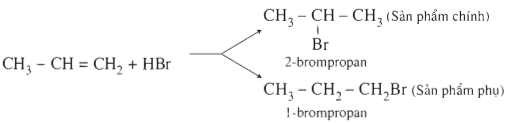 CH₃ – CH – CH₃ (Sản phẩm chính)
Br
2-brompropan
CH₃ – CH = CH₂ + HBr
CH₃ – CH₂ – CH₂Br (Sản phẩm phụ)
1-brompropan